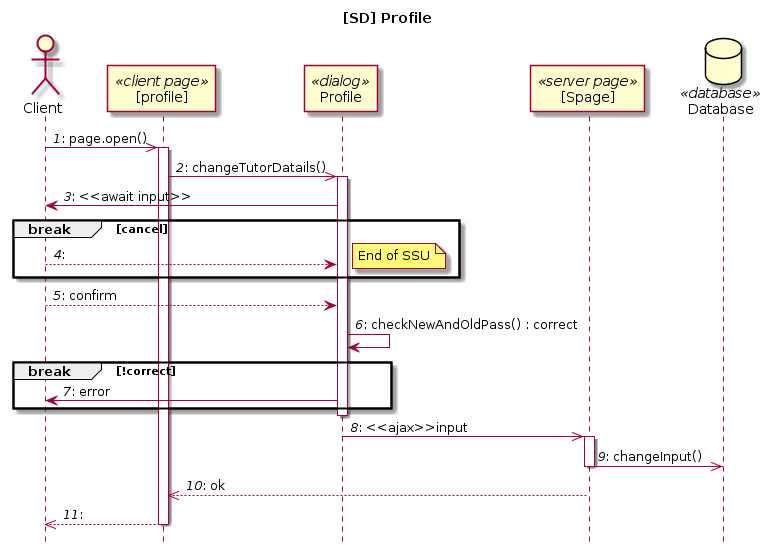 [SD] Profile
Client
«client page»
[profile]
«dialog»
Profile
«server page»
[Spage]
«database»
Database
1: page.open()
2: changeTutorDatails()
3: <<await input>>
break [cancel]
4:
End of SSU
5: confirm
6: checkNewAndOldPass() : correct
break [!correct]
7: error
8: <<ajax>>input
9: changeInput()
10: ok
11: